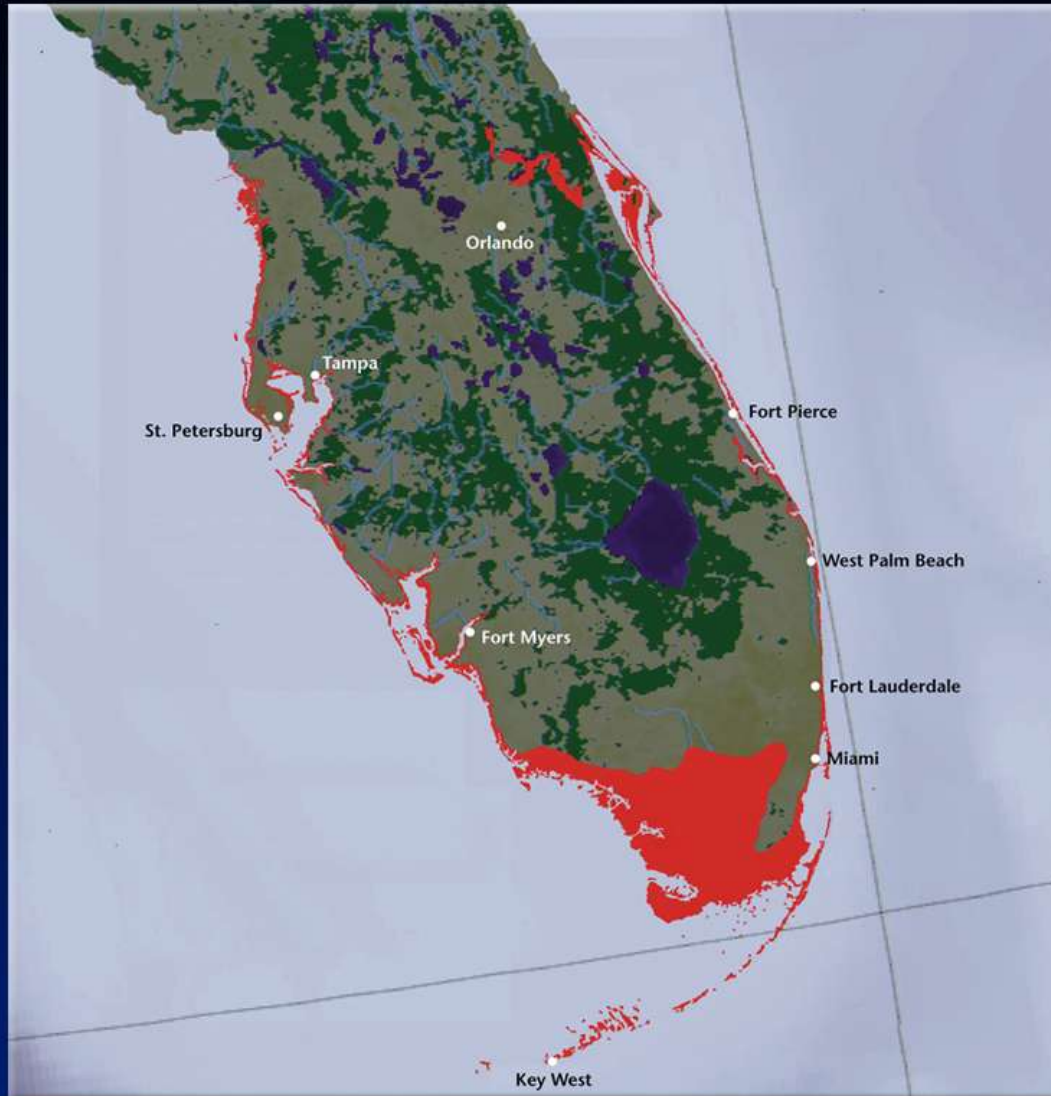 Orlando
Tampa
Fort Pierce
St. Petersburg
West Palm Beach
Fort Myers
Fort Lauderdale
Miami
Key West